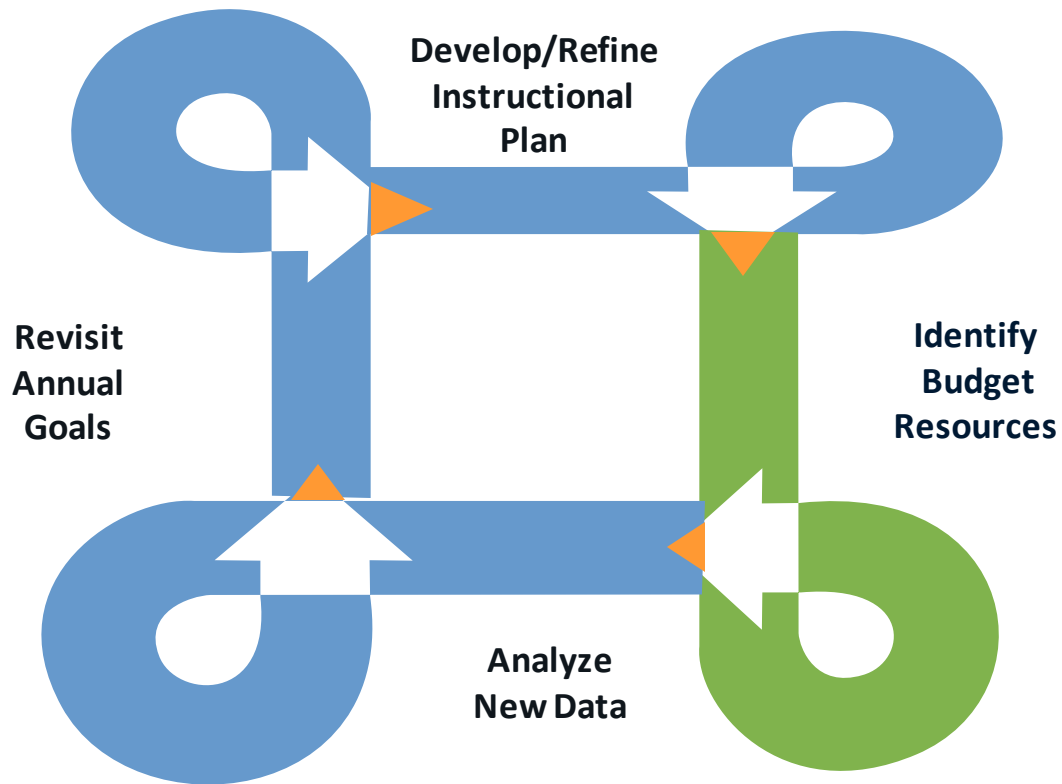 Develop/Refine
Instructional
Plan
Revisit
Annual
Goals
Identify
Budget
Resources
Analyze
New Data